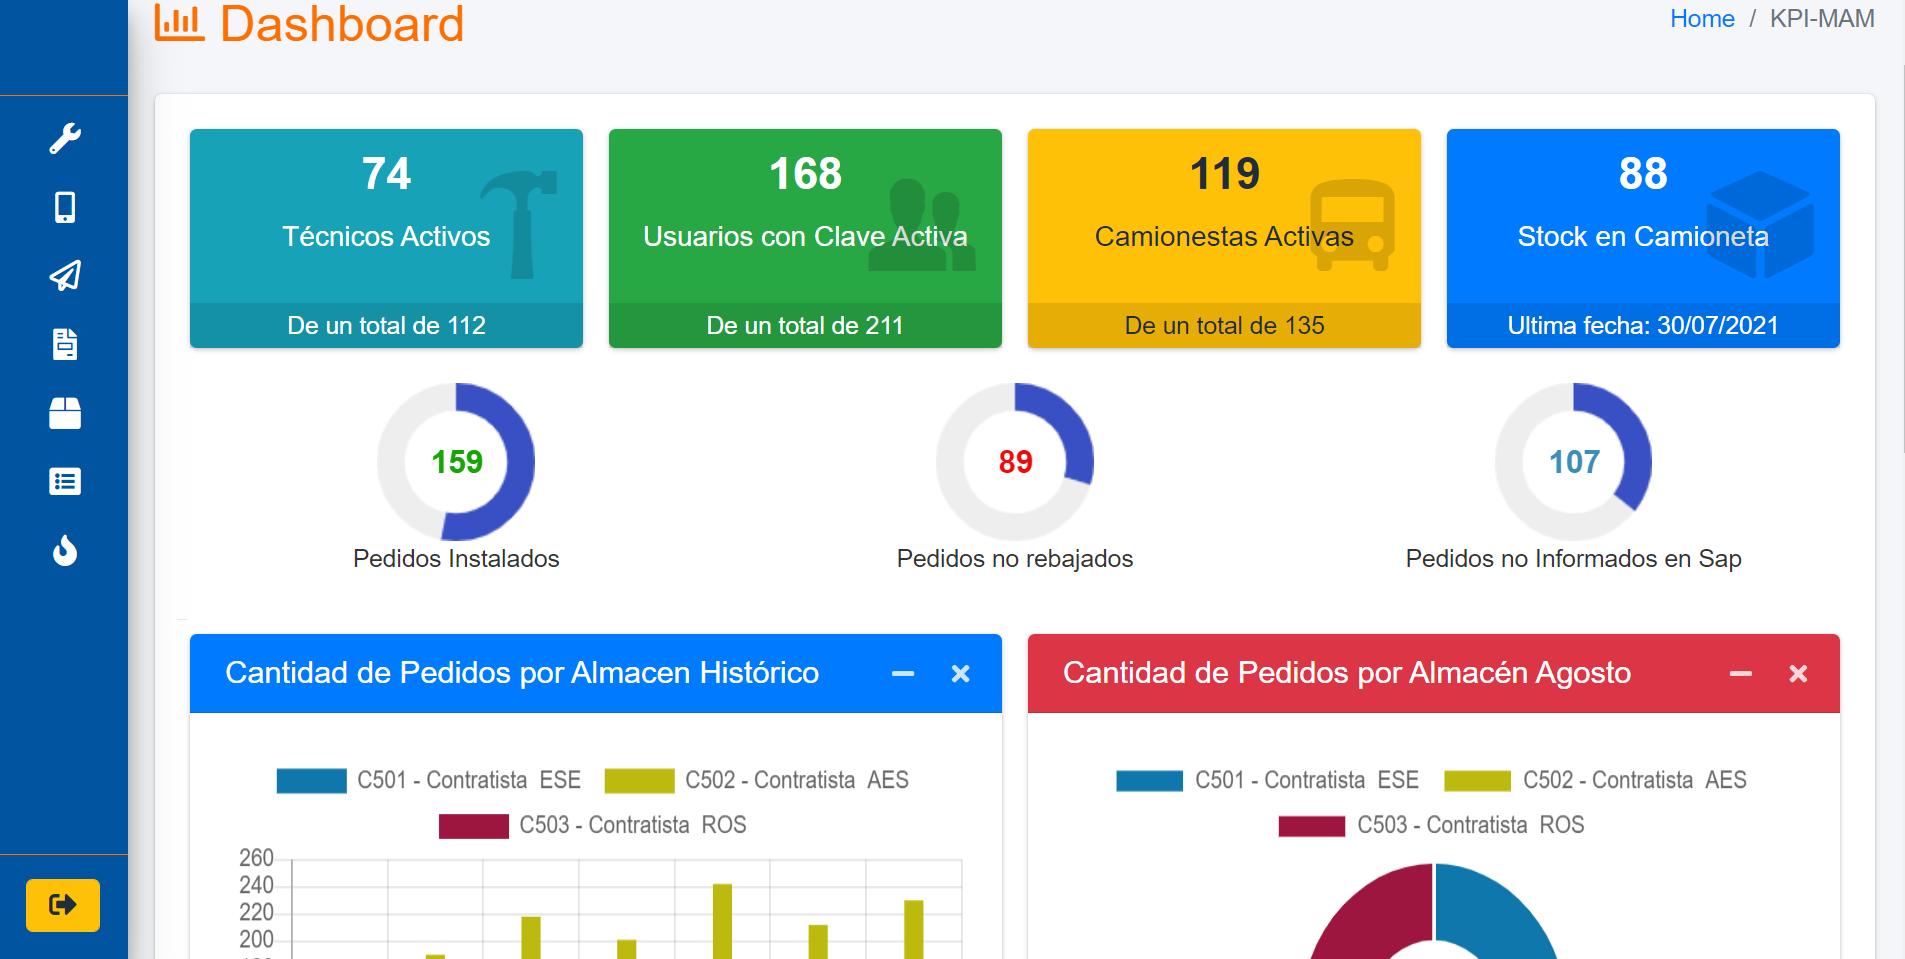 Dashboard
Home / KPI-MAM
74
Técnicos Activos
De un total de 112
168
Usuarios con Clave Activa
De un total de 211
119
Camionestas Activas
De un total de 135
88
Stock en Camioneta
Ultima fecha: 30/07/2021
159
Pedidos Instalados
89
Pedidos no rebajados
107
Pedidos no Informados en Sap
Cantidad de Pedidos por Almacen Histórico
C501 - Contratista ESE
C502 - Contratista AES
C503 - Contratista ROS
260
240
220
200
Cantidad de Pedidos por Almacén Agosto
C501 - Contratista ESE
C502 - Contratista AES
C503 - Contratista ROS